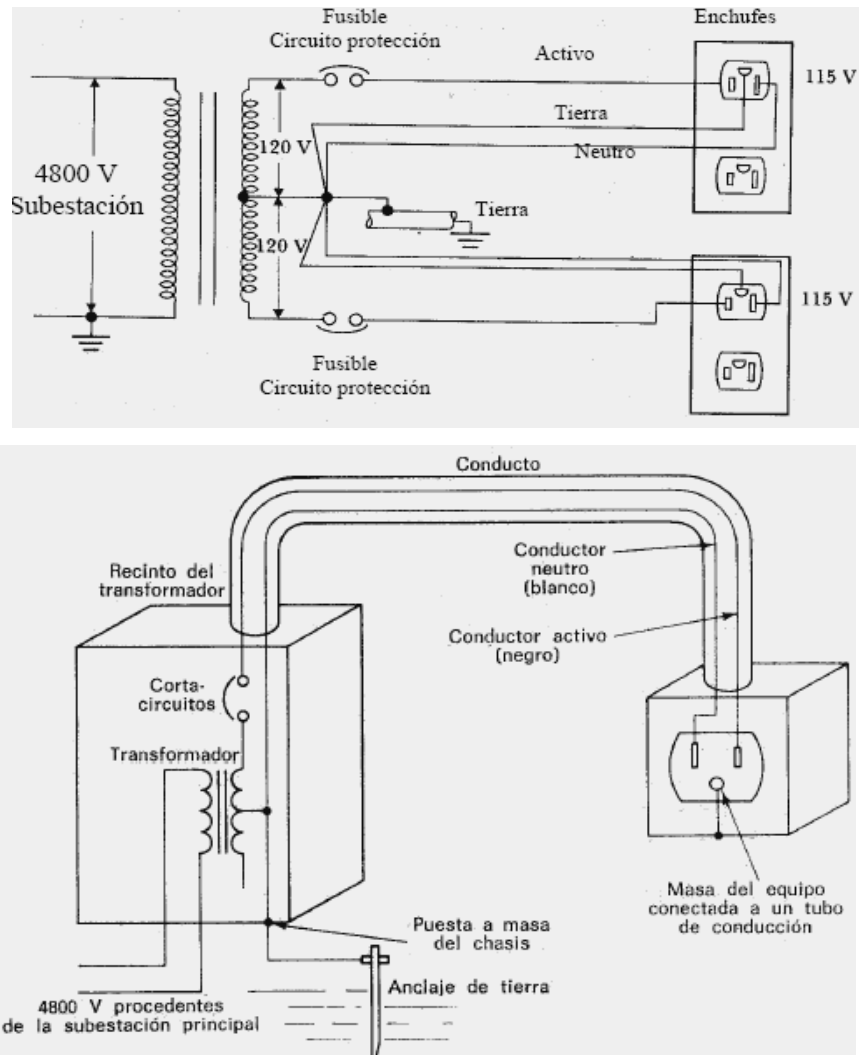 Fusible
Circuito protección
Enchufes
Activo
115 V
Tierra
120 V
Neutro
4800 V
Subestación
Tierra
120 V
115 V
Fusible
Circuito protección
Conducto
Conductor
neutro
(blanco)
Recinto del
transformador
Conductor activo
(negro)
Corta-
circuitos
Transformador
Masa del equipo
conectada a un tubo
de conducción
Puesta a masa
del chasis
Anclaje de tierra
4800 V procedentes
de la subestación principal